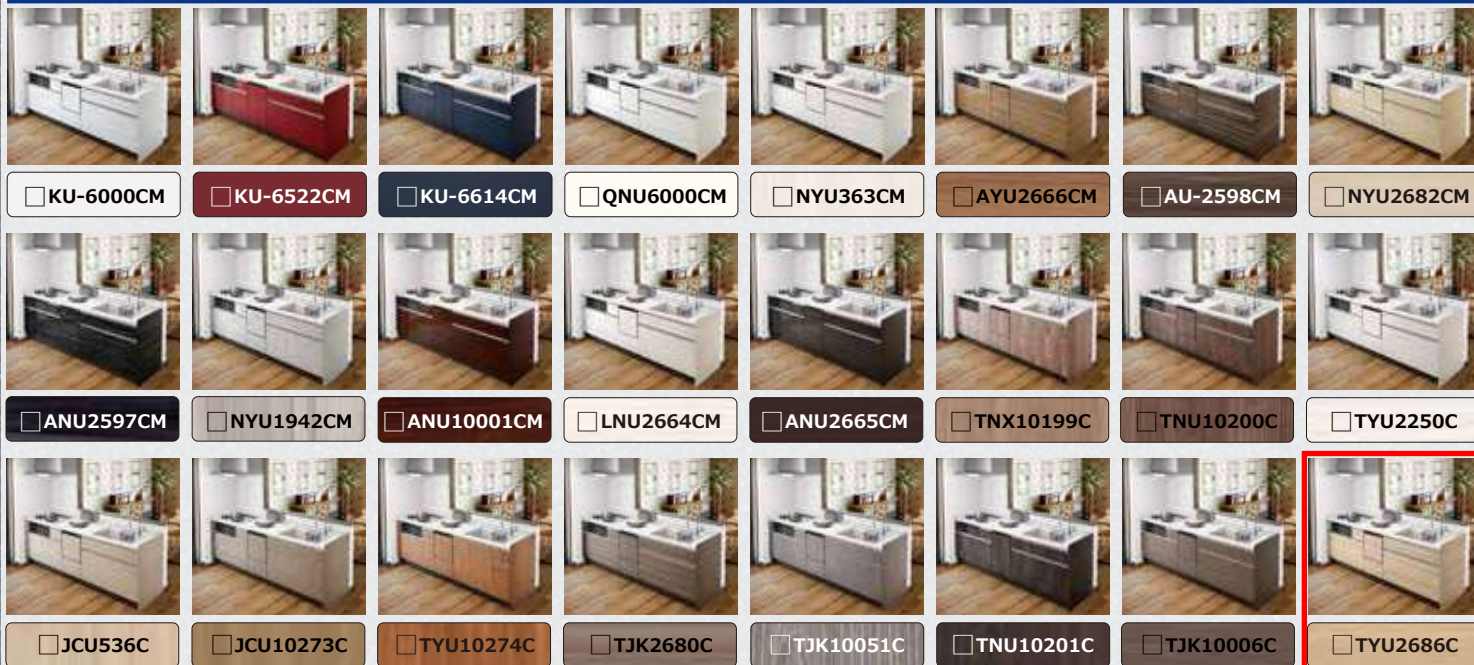 □KU-6000CM
□KU-6522CM
□KU-6614CM
□QNU6000CM
□NYU363CM
□AYU2666CM
□AU-2598CM
□NYU2682CM
□ANU2597CM
□NYU1942CM
□ANU10001CM
□LNU2664CM
□ANU2665CM
□TNX10199C
□TNU10200C
□TYU2250C
□JCU536C
□JCU10273C
□TYU10274C
□TJK2680C
□TJK10051C
□TNU10201C
□TJK10006C
□TYU2686C